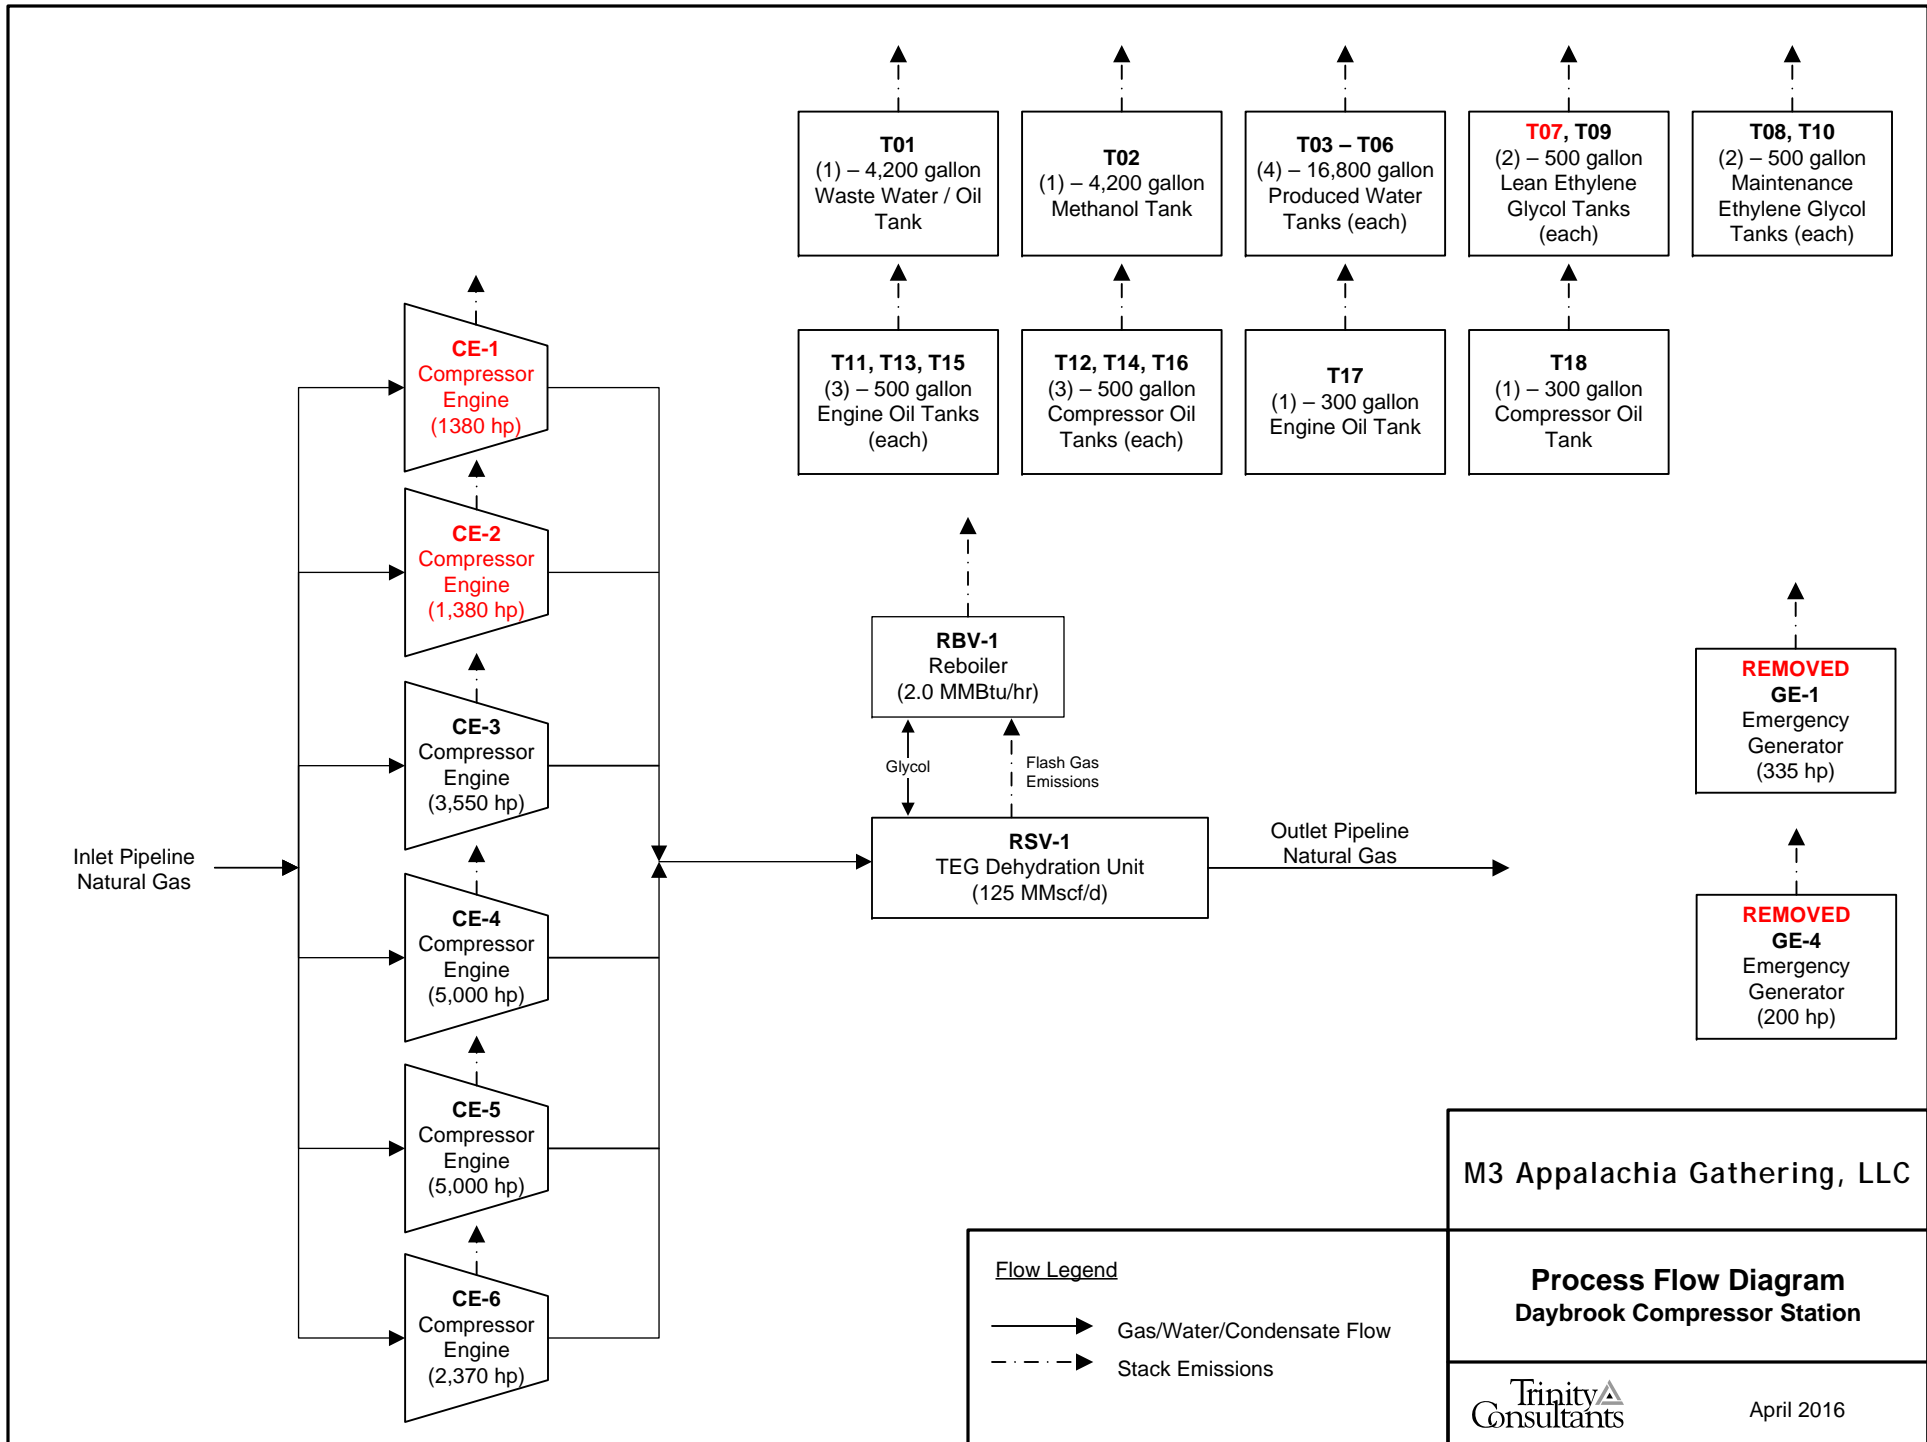 T01
(1) – 4,200 gallon
Waste Water / Oil
Tank
T02
(1) – 4,200 gallon
Methanol Tank
T03 – T06
(4) – 16,800 gallon
Produced Water
Tanks (each)
T07, T09
(2) – 500 gallon
Lean Ethylene
Glycol Tanks
(each)
T08, T10
(2) – 500 gallon
Maintenance
Ethylene Glycol
Tanks (each)
T11, T13, T15
(3) – 500 gallon
Engine Oil Tanks
(each)
T12, T14, T16
(3) – 500 gallon
Compressor Oil
Tanks (each)
T17
(1) – 300 gallon
Engine Oil Tank
T18
(1) – 300 gallon
Compressor Oil
Tank
CE-1
Compressor
Engine
(1380 hp)
CE-2
Compressor
Engine
(1,380 hp)
CE-3
Compressor
Engine
(3,550 hp)
CE-4
Compressor
Engine
(5,000 hp)
CE-5
Compressor
Engine
(5,000 hp)
CE-6
Compressor
Engine
(2,370 hp)
Inlet Pipeline
Natural Gas
RBV-1
Reboiler
(2.0 MMBtu/hr)
Glycol
Flash Gas
Emissions
RSV-1
TEG Dehydration Unit
(125 MMscf/d)
Outlet Pipeline
Natural Gas
REMOVED
GE-1
Emergency
Generator
(335 hp)
REMOVED
GE-4
Emergency
Generator
(200 hp)
Flow Legend
Gas/Water/Condensate Flow
Stack Emissions
M3 Appalachia Gathering, LLC
Process Flow Diagram
Daybrook Compressor Station
Trinity
Consultants
April 2016